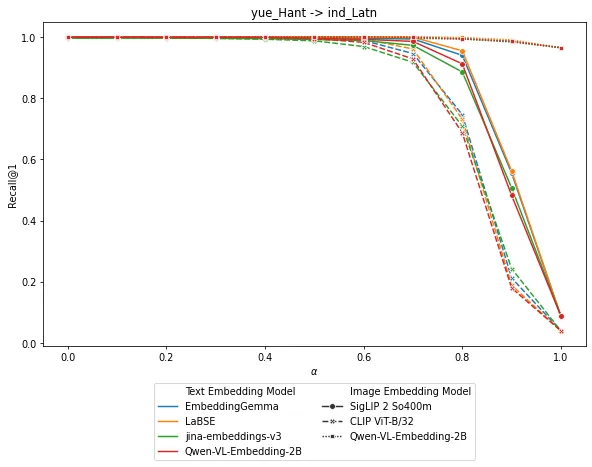 yue_Hant -> ind_Latn
Recall@1
1.0
0.8
0.6
0.4
0.2
0.0
0.0 0.2 0.4 0.6 0.8 1.0
α
Text Embedding Model
EmbeddingGemma
LaBSE
jina-embeddings-v3
Qwen-VL-Embedding-2B
Image Embedding Model
SigLIP 2 So400m
CLIP ViT-B/32
Qwen-VL-Embedding-2B